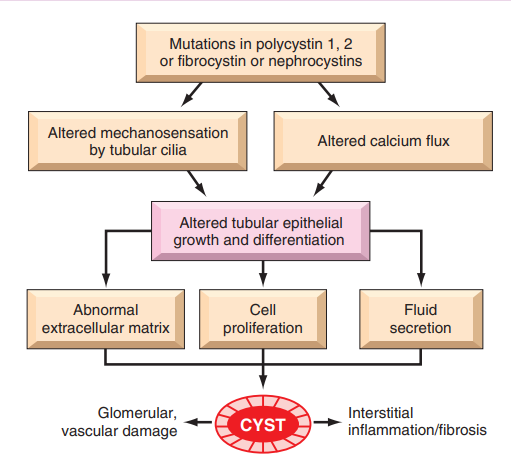 Mutations in polycystin 1, 2
or fibrocystin or nephrocystins
Altered mechanosensation
by tubular cilia
Altered calcium flux
Altered tubular epithelial
growth and differentiation
Abnormal
extracellular matrix
Cell
proliferation
Fluid
secretion
Glomerular,
vascular damage
CYST
Interstitial
inflammation/fibrosis